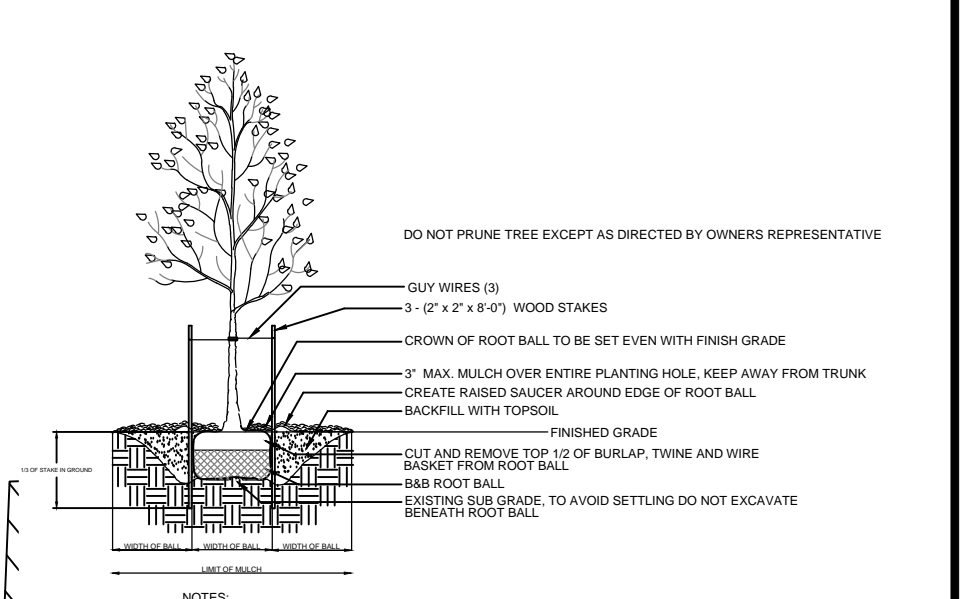 DO NOT PRUNE TREE EXCEPT AS DIRECTED BY OWNERS REPRESENTATIVE
GUY WIRES (3)
3 - (2" x 2" x 8'-0") WOOD STAKES
CROWN OF ROOT BALL TO BE SET EVEN WITH FINISH GRADE
3" MAX. MULCH OVER ENTIRE PLANTING HOLE, KEEP AWAY FROM TRUNK
CREATE RAISED SAUCER AROUND EDGE OF ROOT BALL
BACKFILL WITH TOPSOIL
FINISHED GRADE
CUT AND REMOVE TOP 1/2 OF BURLAP, TWINE AND WIRE
BASKET FROM ROOT BALL
1/3 OF STAKE IN GROUND
B&B ROOT BALL
EXISTING SUB GRADE, TO AVOID SETTLING DO NOT EXCAVATE
BENEATH ROOT BALL
WIDTH OF BALL WIDTH OF BALL WIDTH OF BALL
LIMIT OF MULCH
NOTES: